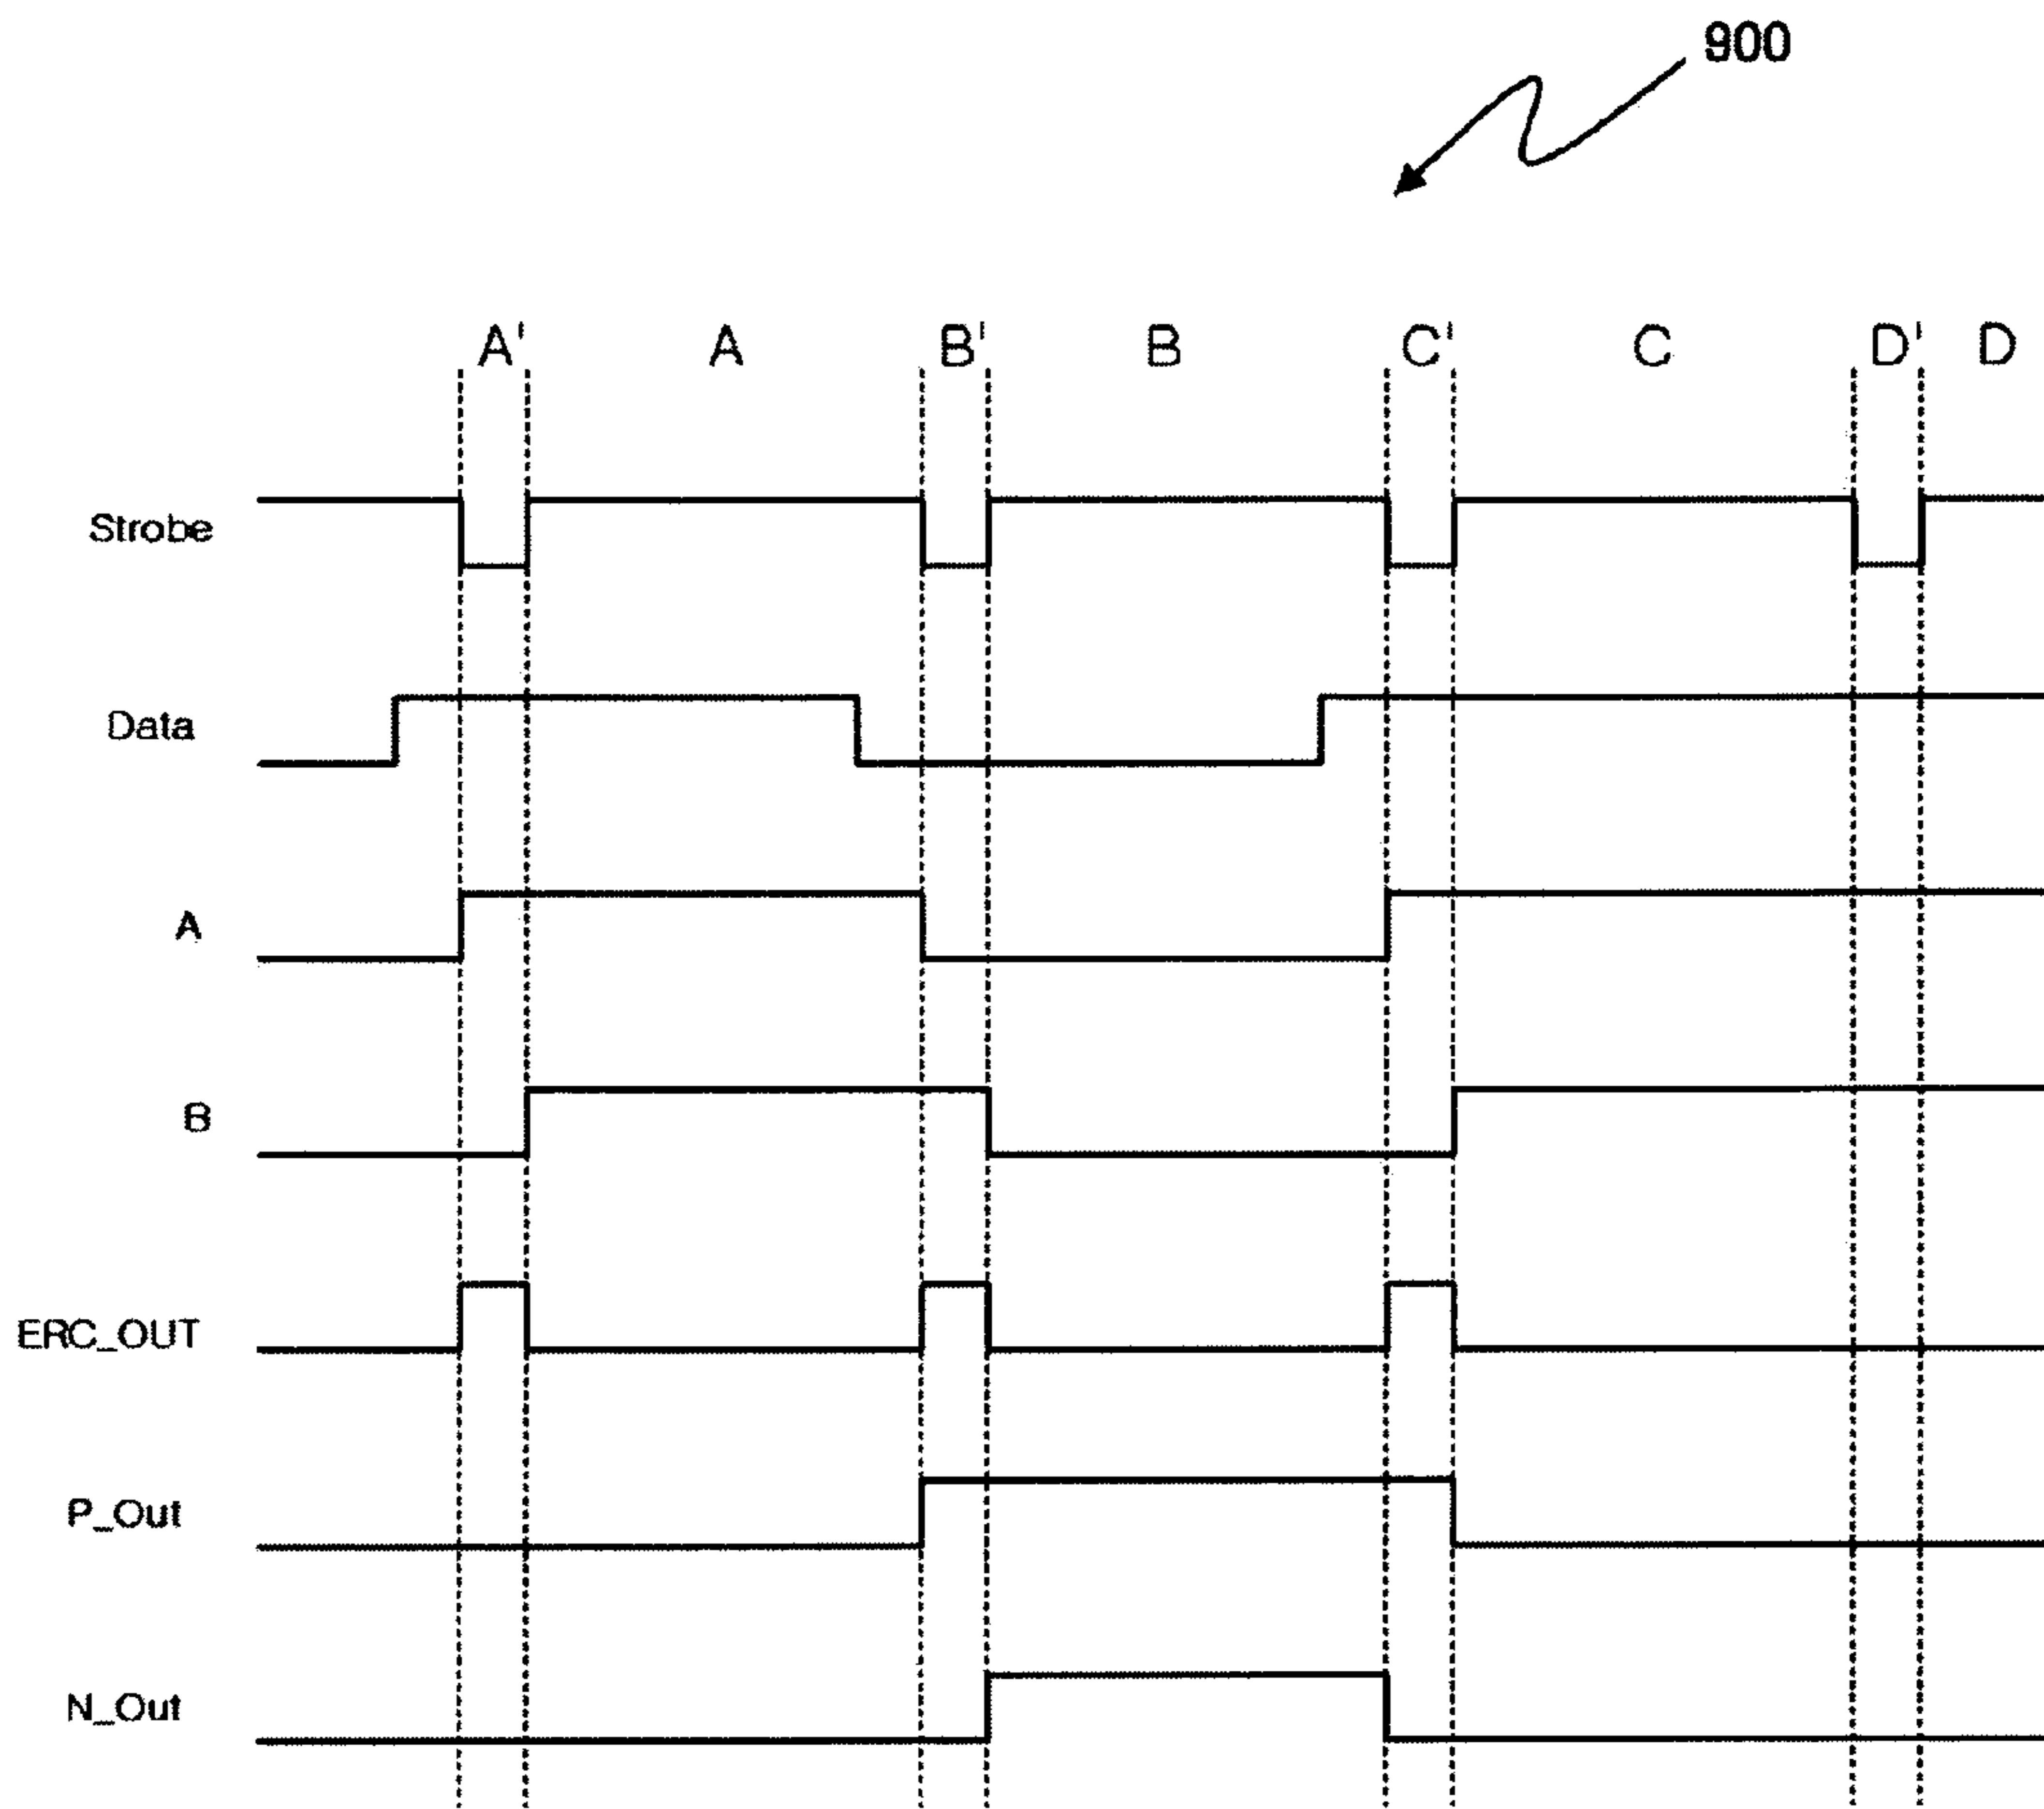 900
A' A B' B C' C D' D
Strobe
Data
A
B
ERC_OUT
P_Out
N_Out